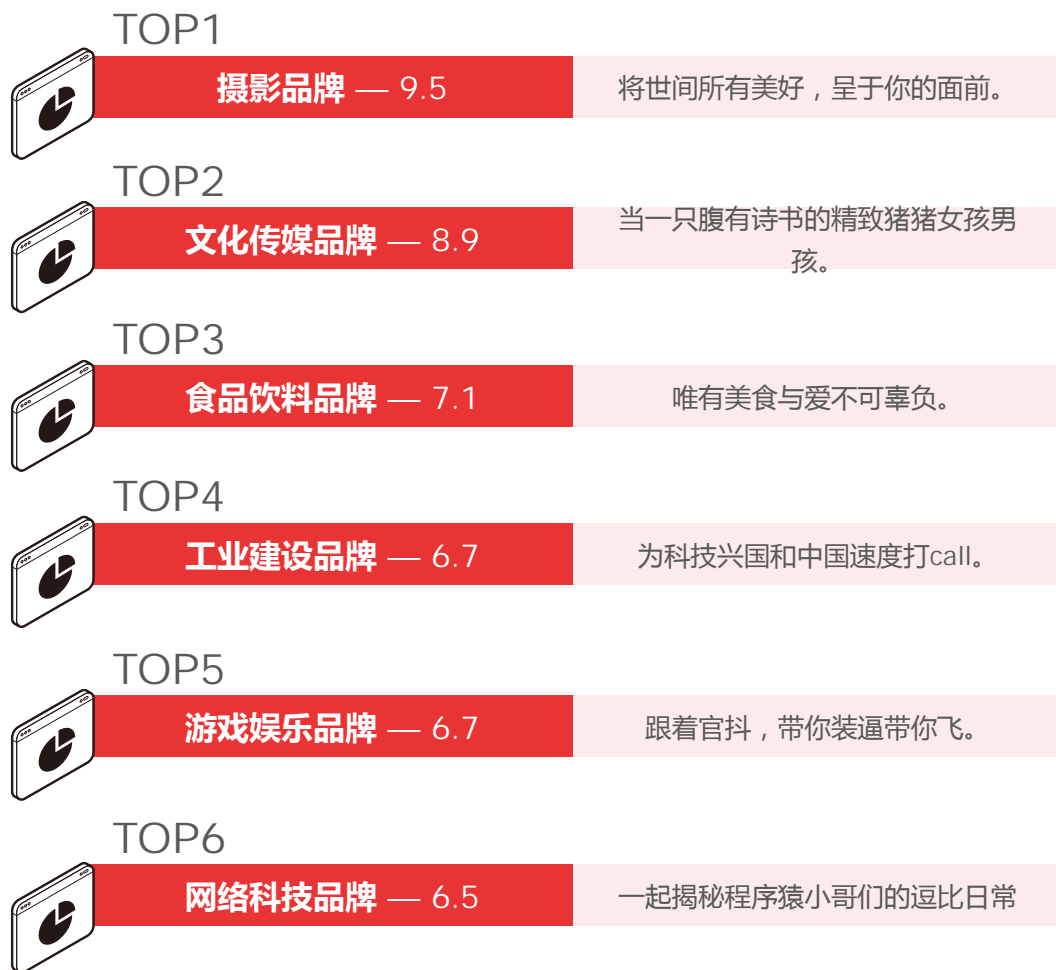 TOP1
摄影品牌 — 9.5
将世间所有美好，呈于你的面前。
TOP2
文化传媒品牌 — 8.9
当一只腹有诗书的精致猪猪女孩男
孩。
TOP3
食品饮料品牌 — 7.1
唯有美食与爱不可辜负。
TOP4
工业建设品牌 — 6.7
为科技兴国和中国速度打call。
TOP5
游戏娱乐品牌 — 6.7
跟着官抖，带你装逼带你飞。
TOP6
网络科技品牌 — 6.5
一起揭秘程序猿小哥们的逗比日常